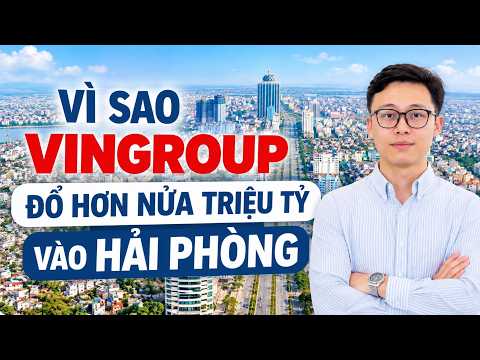 VÌ SAO
VINGROUP
ĐỔ HƠN NỬA TRIỆU TỶ
VÀO HẢI PHÒNG